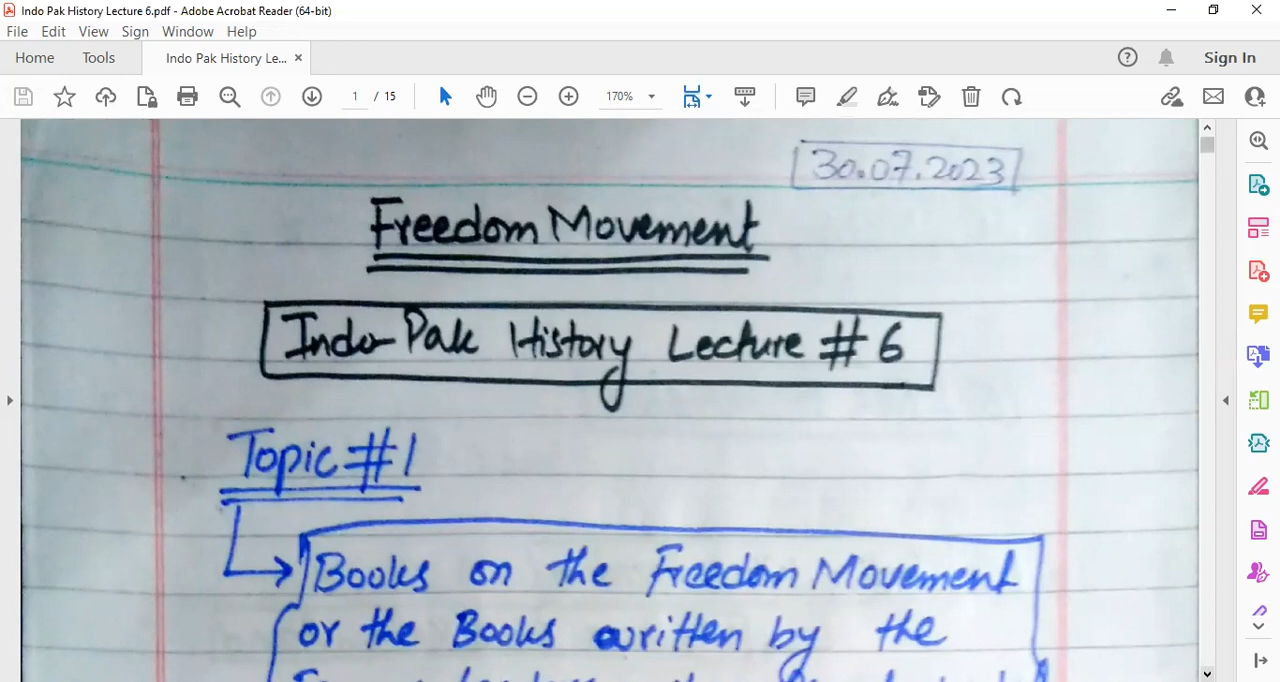 Indo Pak History Lecture 6.pdf - Adobe Acrobat Reader (64-bit)
File Edit View Sign Window Help
Home Tools Indo Pak History Le... × Sign In
1 / 15 170%
30.07.2023
Freedom Movement
Indo-Pak History Lecture # 6
Topic #1
Books on the Freedom Movement
or the Books written by the